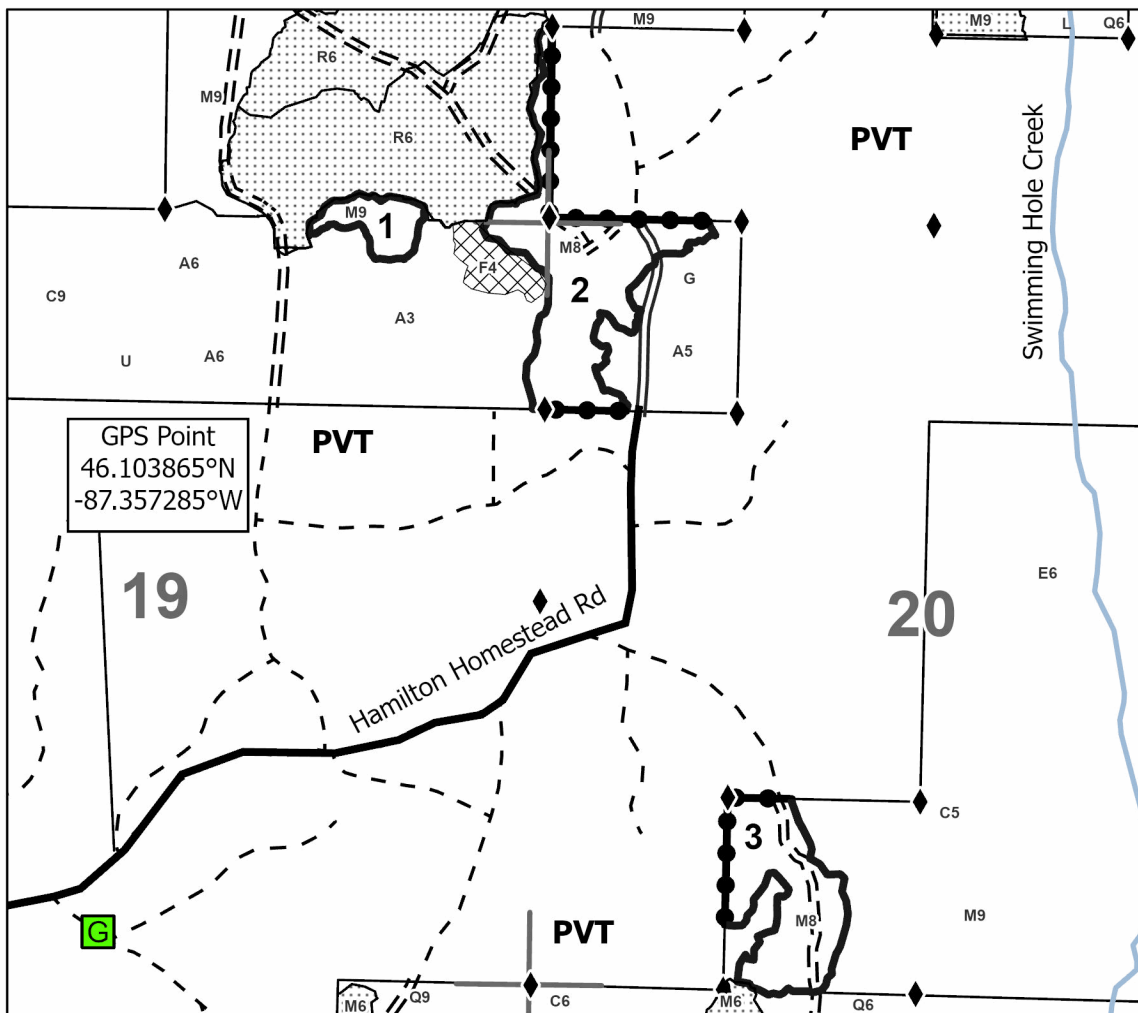 M9
M9
L
Q6
R6
M9
R6
PVT
Swimming Hole Creek
M9
1
M8
A6
F4
G
C9
2
A3
A5
U
A6
PVT
GPS Point
46.103865°N
-87.357285°W
E6
19
20
Hamilton Homestead Rd
C5
3
M9
M8
G
PVT
M6
Q9
C6
M6
Q6